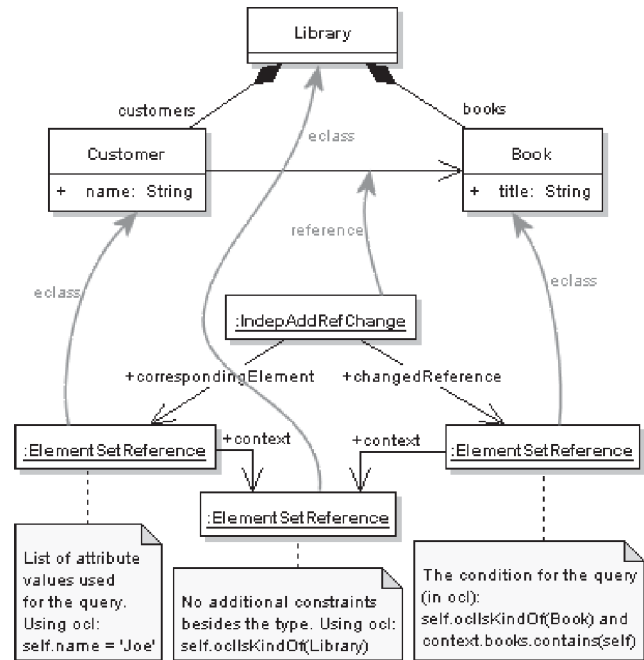 Library
customers
books
eclass
Customer
+ name: String
Book
+ title: String
reference
eclass
eclass
:IndepAddRefChange
+correspondingElement
+changedReference
:ElementSetReference
+context
+context
:ElementSetReference
:ElementSetReference
List of attribute
values used
for the query.
Using ocl:
self.name = 'Joe'
No additional constraints
besides the type. Using ocl:
self.oclIsKindOf(Library)
The condition for the query
(in ocl):
self.oclIsKindOf(Book) and
context.books.contains(self)